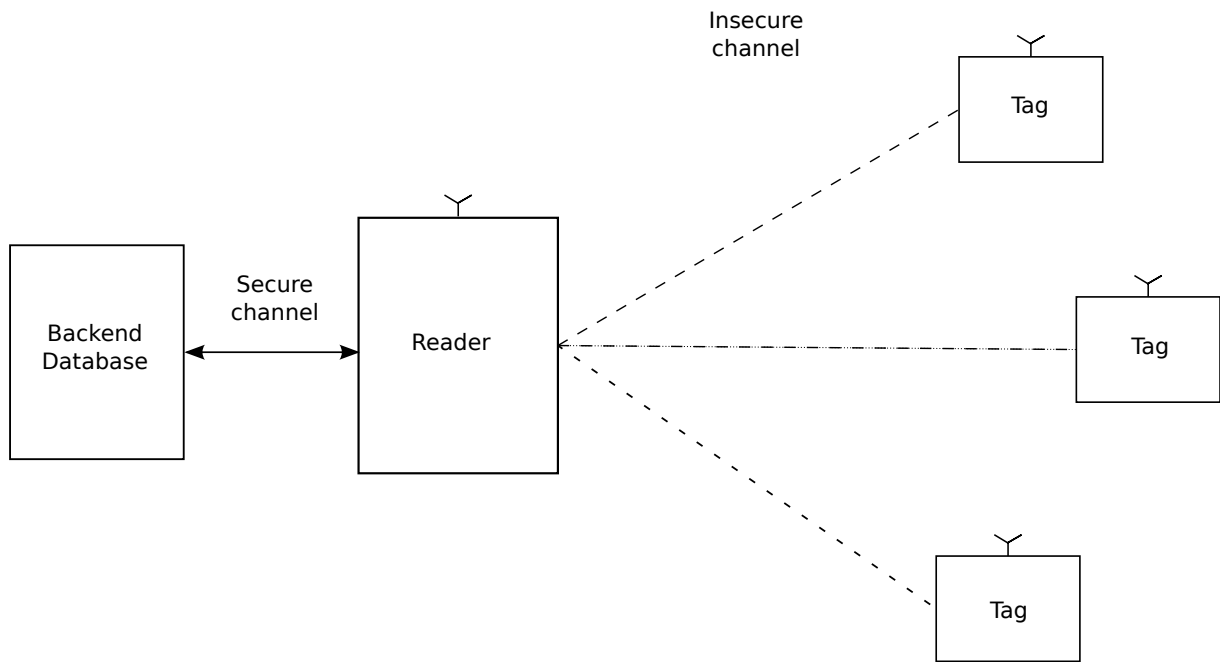 Insecure
channel
Tag
Secure
channel
Backend
Database
Reader
Tag
Tag